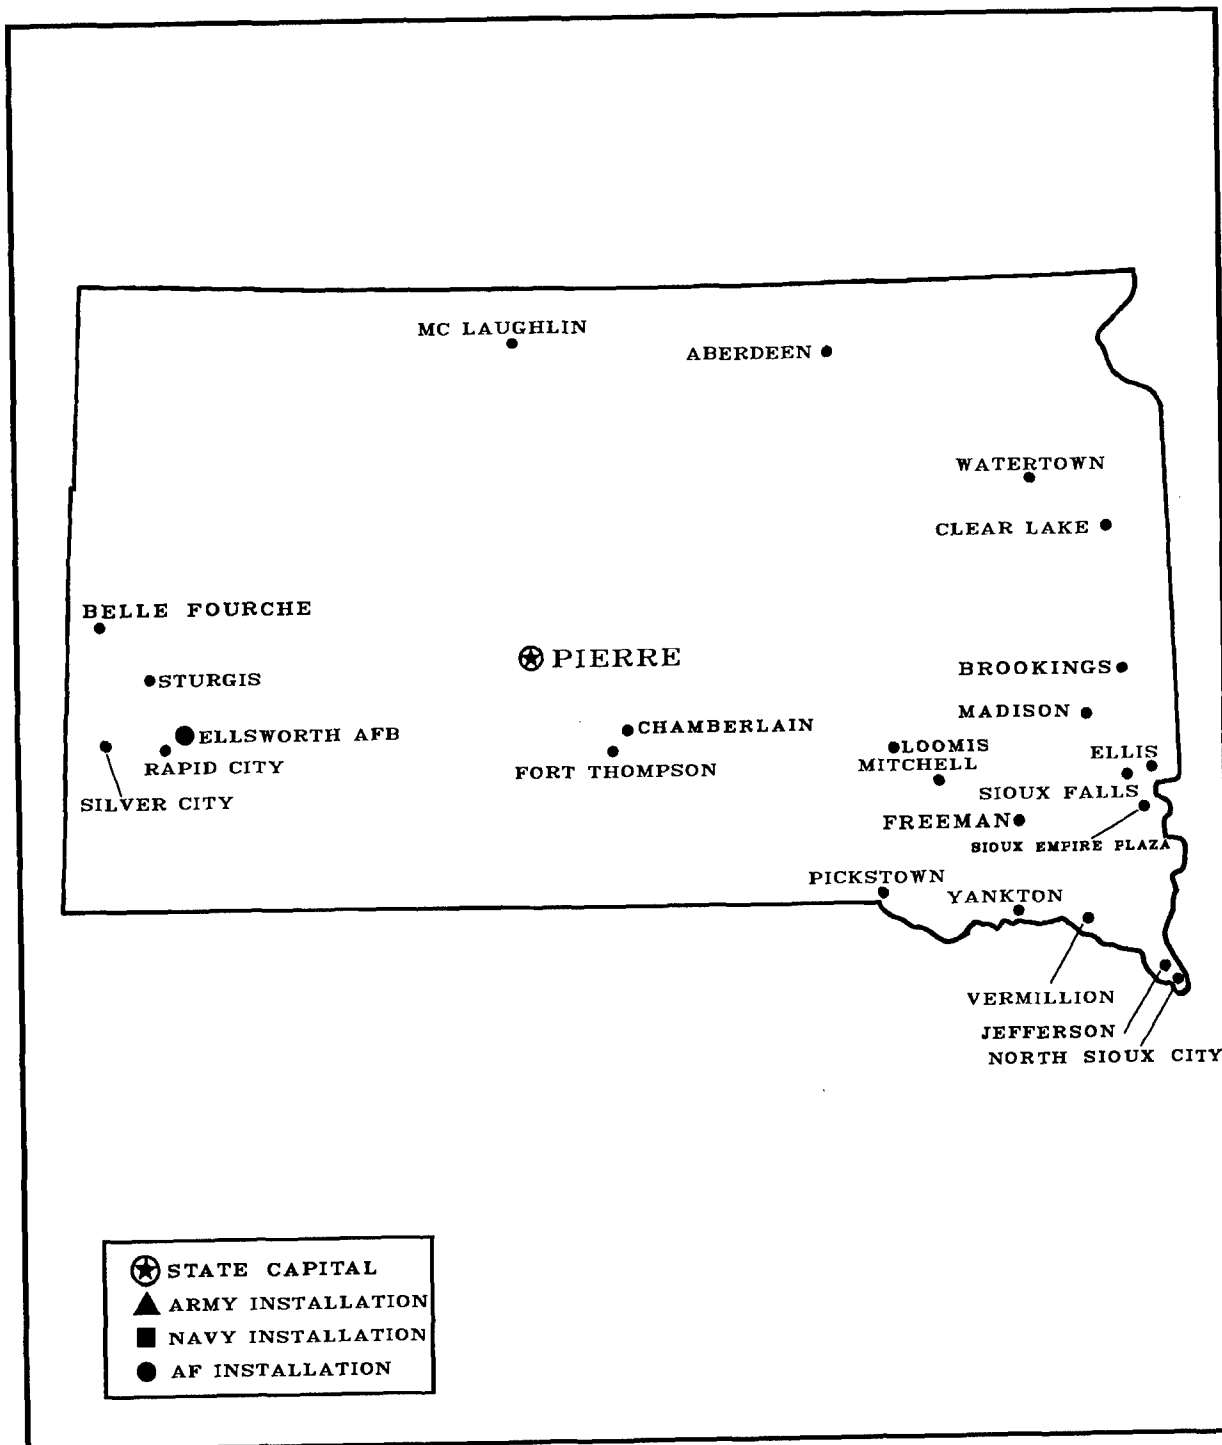 MC LAUGHLIN
ABERDEEN
WATERTOWN
CLEAR LAKE
BELLE FOURCHE
PIERRE
BROOKINGS
STURGIS
MADISON
CHAMBERLAIN
ELLSWORTH AFB
LOOMIS
ELLIS
RAPID CITY
FORT THOMPSON
MITCHELL
SILVER CITY
SIOUX FALLS
FREEMAN
SIOUX EMPIRE PLAZA
PICKSTOWN
YANKTON
VERMILLION
JEFFERSON
NORTH SIOUX CITY
STATE CAPITAL
ARMY INSTALLATION
NAVY INSTALLATION
AF INSTALLATION